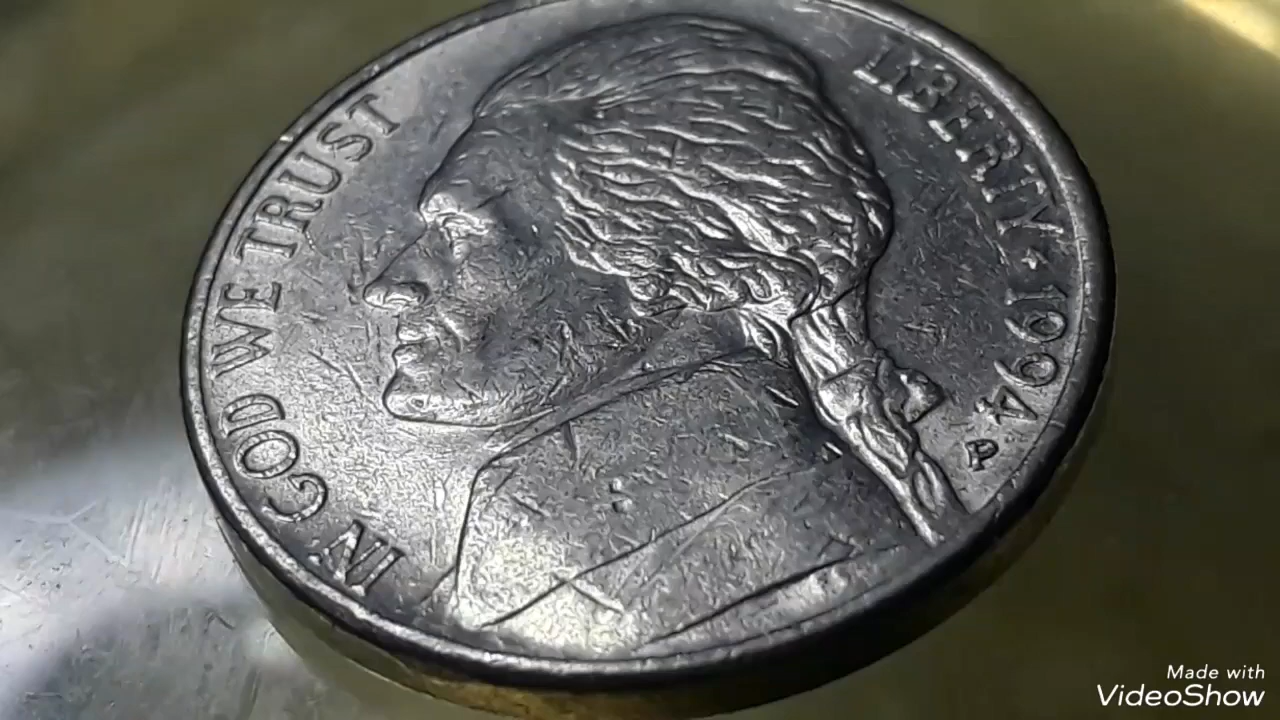 IN GOD WE TRUST
LIBERTY ★ 1994
P
Made with
VideoShow